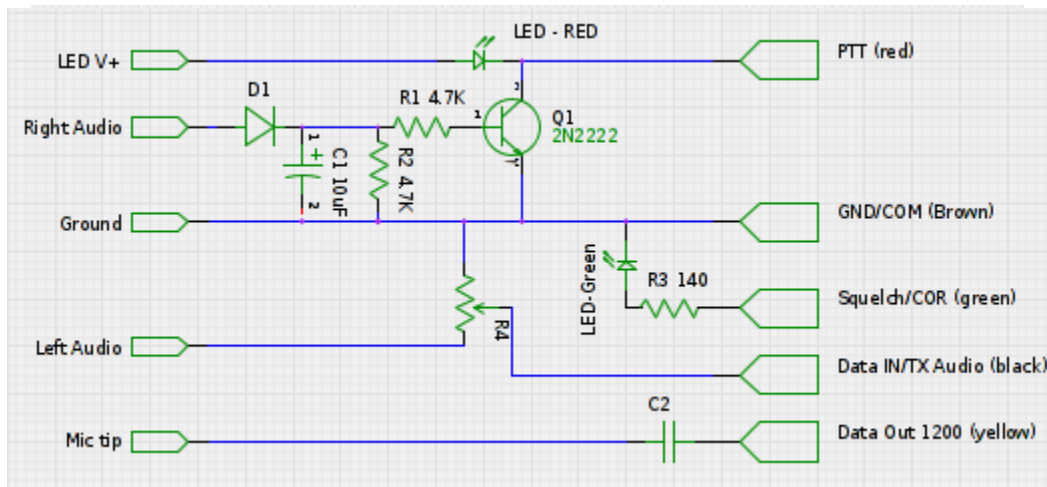 LED - RED
LED V+
PTT (red)
D1
R1 4.7K
2
1
Q1
2N2222
Right Audio
1
+
C1 10uF
2
R2 4.7K
Ground
GND/COM (Brown)
LED-Green
R3 140
Squelch/COR (green)
R4
Left Audio
Data IN/TX Audio (black)
C2
Mic tip
Data Out 1200 (yellow)